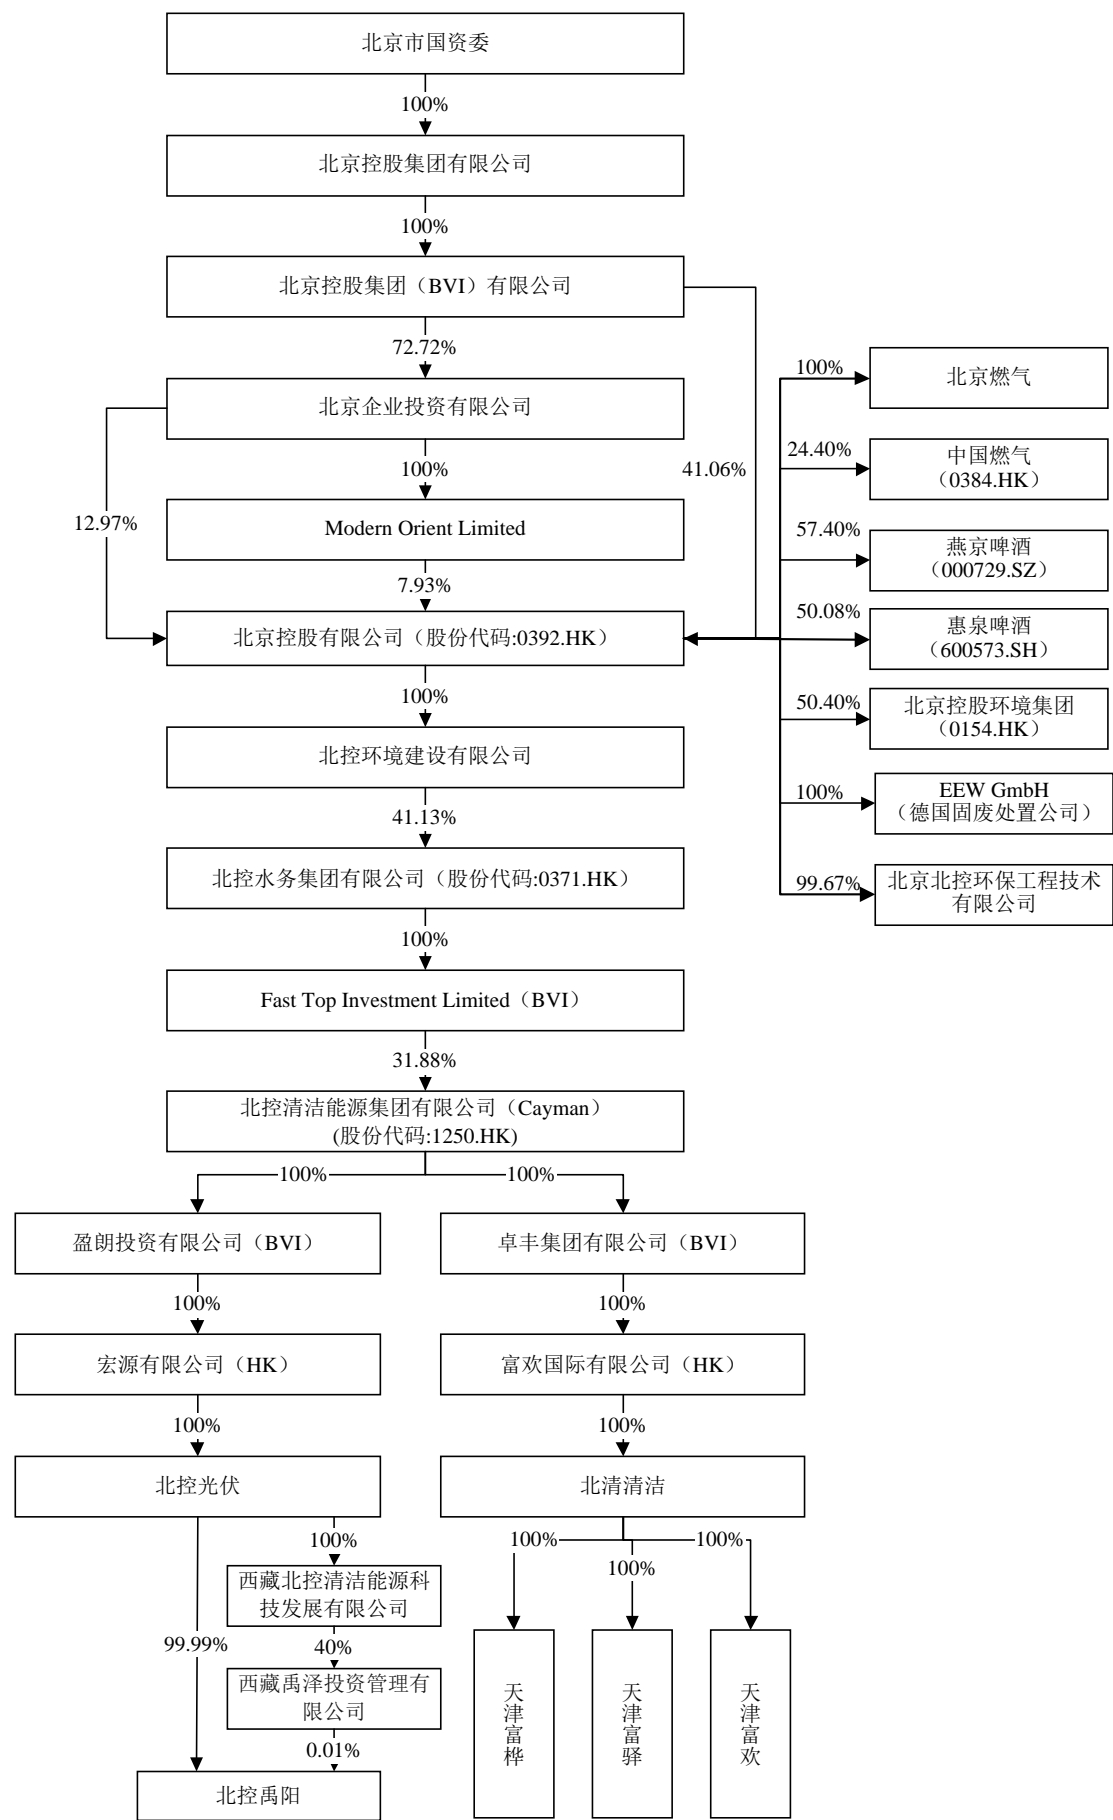 北京市国资委
100%
北京控股集团有限公司
100%
北京控股集团（BVI）有限公司
72.72%
北京企业投资有限公司
100%
41.06%
12.97%
Modern Orient Limited
7.93%
北京控股有限公司（股份代码:0392.HK）
100%
北京燃气
24.40%
中国燃气
（0384.HK）
57.40%
燕京啤酒
（000729.SZ）
50.08%
惠泉啤酒
（600573.SH）
50.40%
北京控股环境集团
（0154.HK）
100%
EEW GmbH
（德国固废处置公司）
99.67%
北京北控环保工程技术
有限公司
100%
北控环境建设有限公司
41.13%
北控水务集团有限公司（股份代码:0371.HK）
100%
Fast Top Investment Limited（BVI）
31.88%
北控清洁能源集团有限公司（Cayman）
(股份代码:1250.HK)
100%
100%
盈朗投资有限公司（BVI）
卓丰集团有限公司（BVI）
100%
100%
宏源有限公司（HK）
富欢国际有限公司（HK）
100%
100%
北控光伏
北清清洁
100%
西藏北控清洁能源科
技发展有限公司
99.99%
40%
西藏禹泽投资管理有
限公司
0.01%
北控禹阳
100%
100%
100%
天津富桦
天津富驿
天津富欢